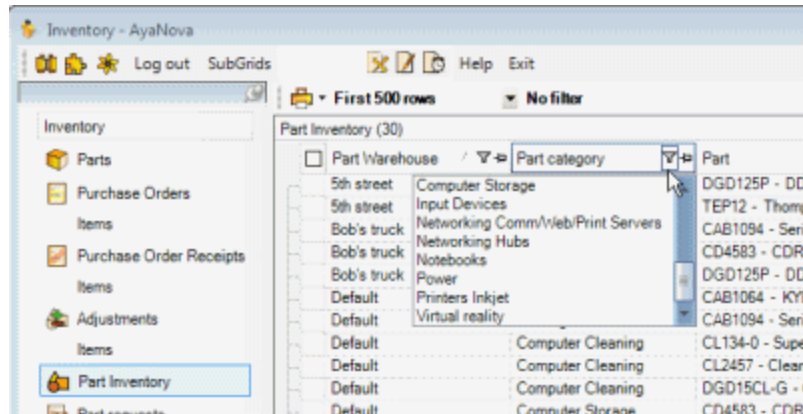 Inventory - AyaNova
Log out SubGrids Help Exit
First 500 rows No filter
Inventory
Part Inventory (30)
Parts
Part Warehouse Part category Part
Purchase Orders
5th street Computer Storage DGD125P - DD
5th street Input Devices TEP12 - Thom
Items
Bob's truck Networking Comm/Web/Print Servers CAB1094 - Seri
Purchase Order Receipts
Bob's truck Networking Hubs CD4583 - CDR
Bob's truck Notebooks DGD125P - DD
Items
Power
Default Printers Inkjet CAB1064 - KY
Adjustments
Default Virtual reality CAB1094 - Seri
Items
Default Computer Cleaning CL134-0 - Supe
Default Computer Cleaning CL2457 - Clear
Part Inventory
Default Computer Cleaning DGD15CL-G -
Part requests
Default Computer Storage CD4583 - CDR